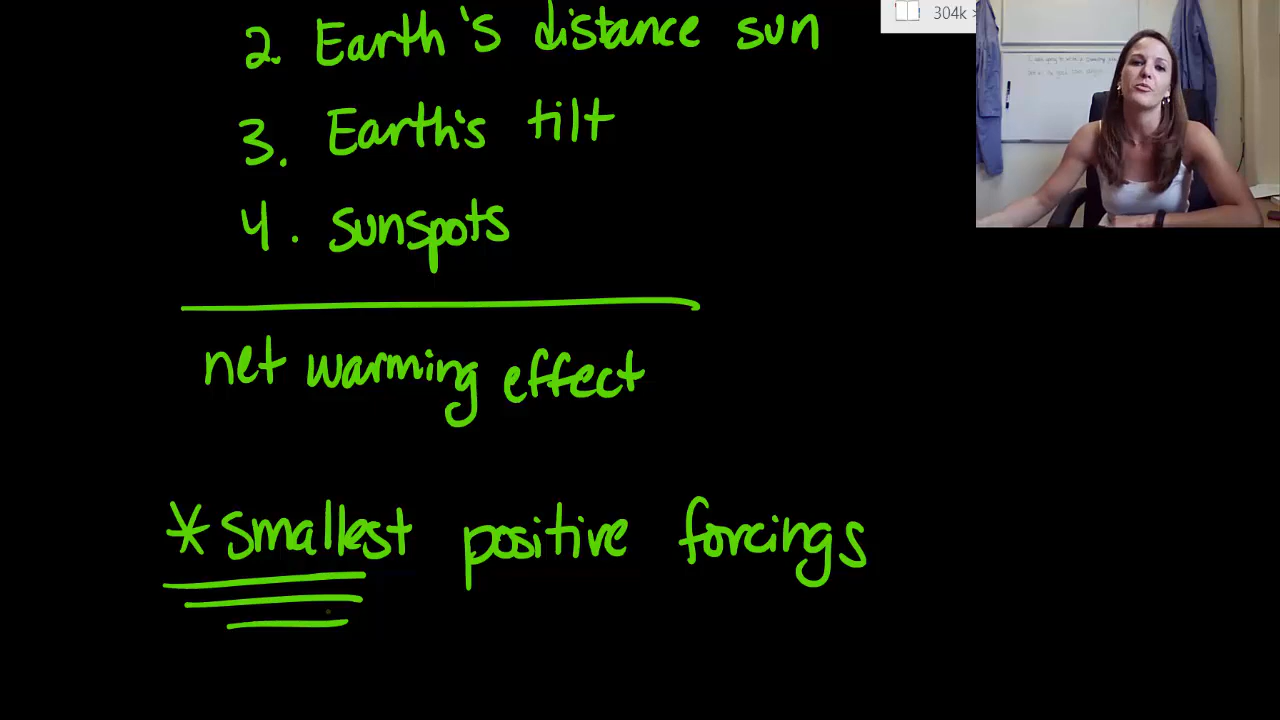 2. Earth's distance sun
304k >
3. Earth's tilt
4. sunspots
net warming effect
*smallest positive forcings